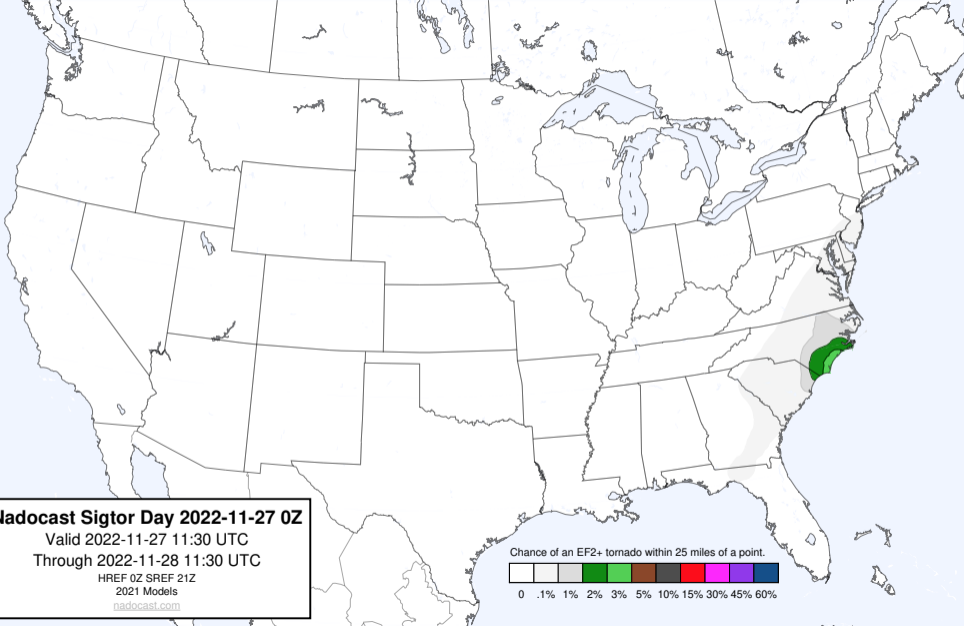 Nadocast Sigtor Day 2022-11-27 0Z
Valid 2022-11-27 11:30 UTC
Through 2022-11-28 11:30 UTC
HREF 0Z SREF 21Z
2021 Models
nadocast.com
Chance of an EF2+ tornado within 25 miles of a point.
0 .1% 1% 2% 3% 5% 10% 15% 30% 45% 60%